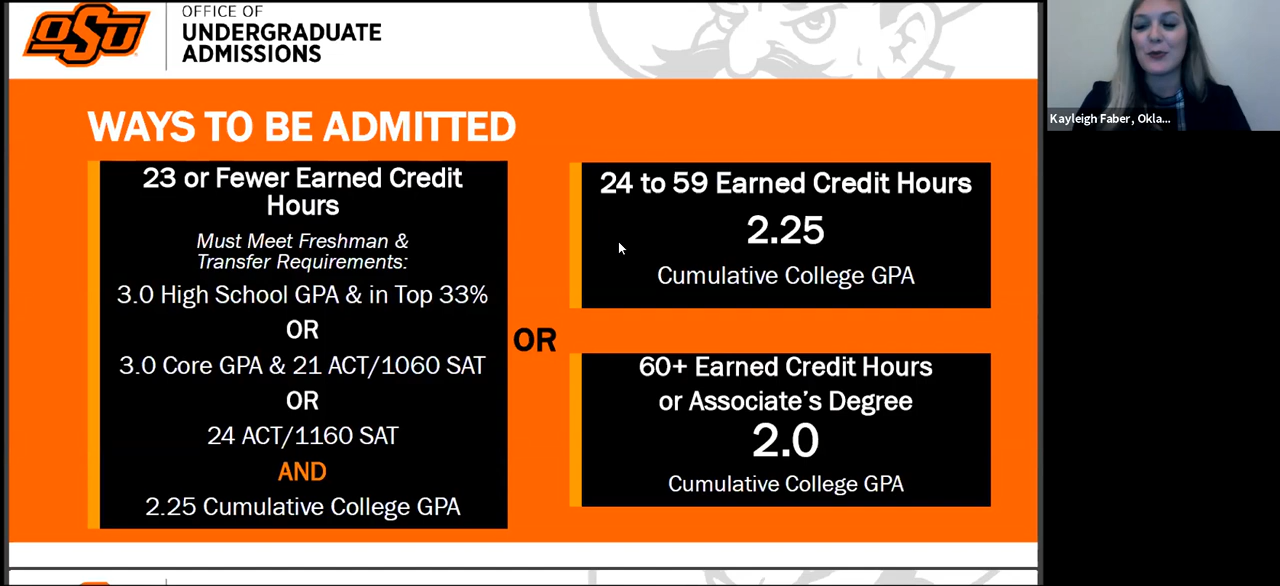 OSU
OFFICE OF
UNDERGRADUATE
ADMISSIONS
WAYS TO BE ADMITTED
23 or Fewer Earned Credit
Hours
Must Meet Freshman &
Transfer Requirements:
3.0 High School GPA & in Top 33%
OR
3.0 Core GPA & 21 ACT/1060 SAT
OR
24 ACT/1160 SAT
AND
2.25 Cumulative College GPA
OR
24 to 59 Earned Credit Hours
2.25
Cumulative College GPA
60+ Earned Credit Hours
or Associate's Degree
2.0
Cumulative College GPA
Kayleigh Faber, Okla...